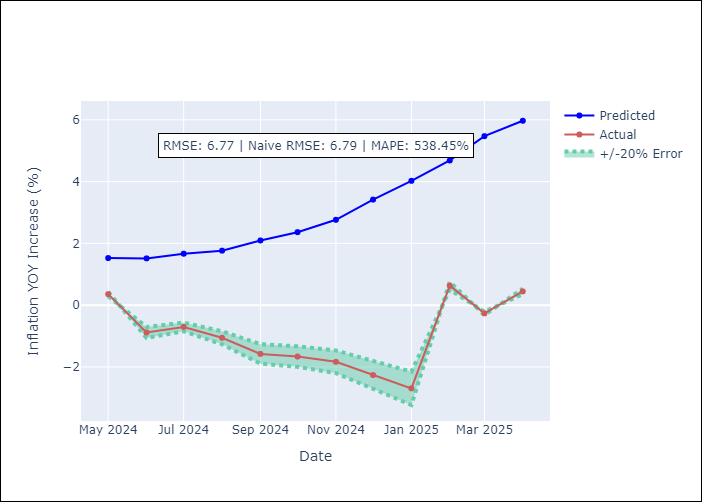 RMSE: 6.77 | Naive RMSE: 6.79 | MAPE: 538.45%
Predicted
Actual
+/-20% Error
Inflation YOY Increase (%)
6
4
2
0
−2
May 2024 Jul 2024 Sep 2024 Nov 2024 Jan 2025 Mar 2025
Date